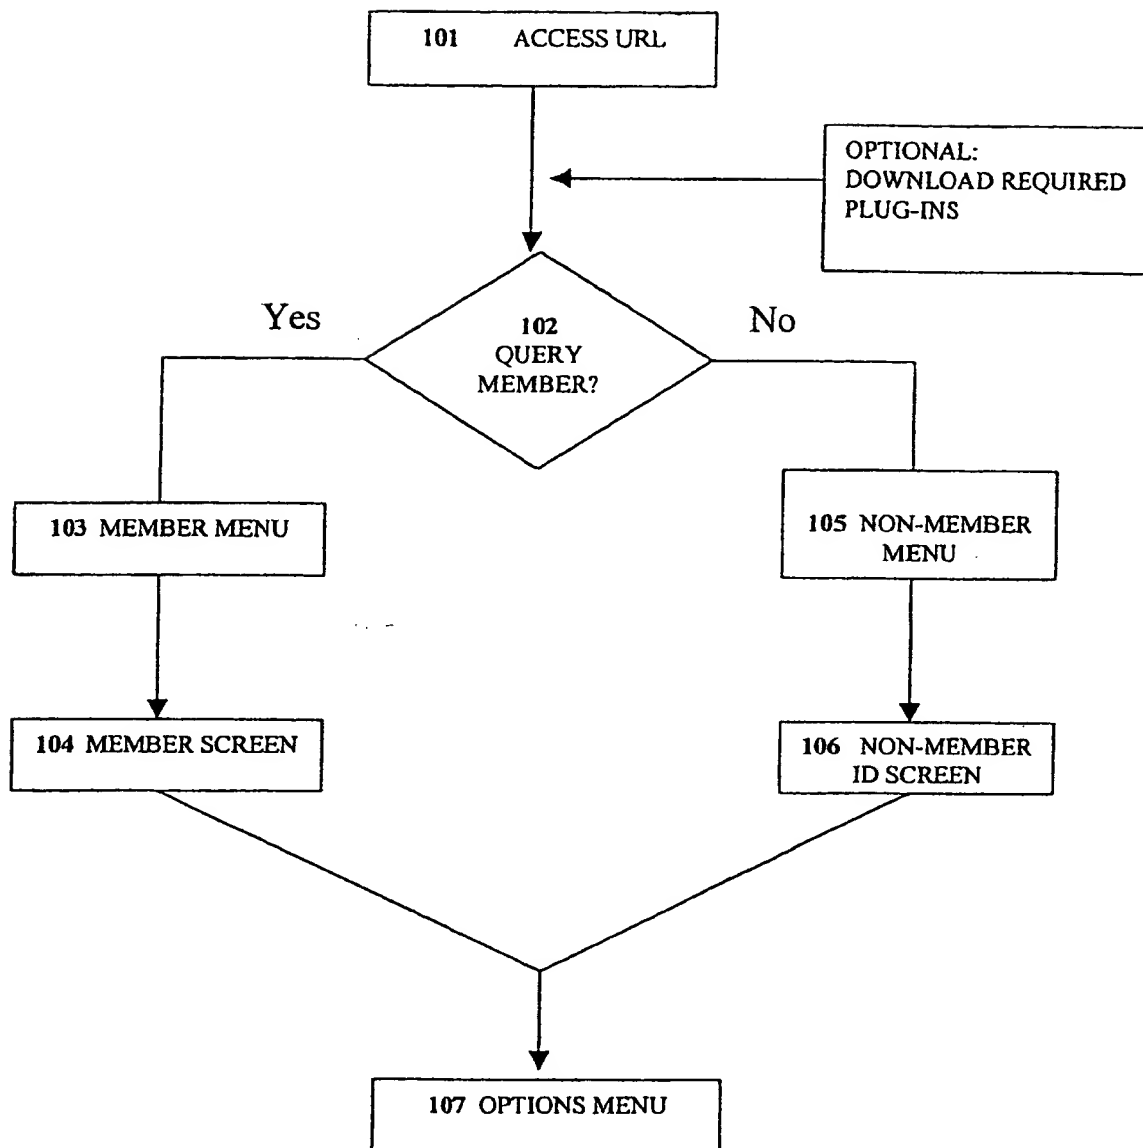 101 ACCESS URL
OPTIONAL:
DOWNLOAD REQUIRED
PLUG-INS
Yes
No
102
QUERY
MEMBER?
103 MEMBER MENU
105 NON-MEMBER
MENU
104 MEMBER SCREEN
106 NON-MEMBER
ID SCREEN
107 OPTIONS MENU